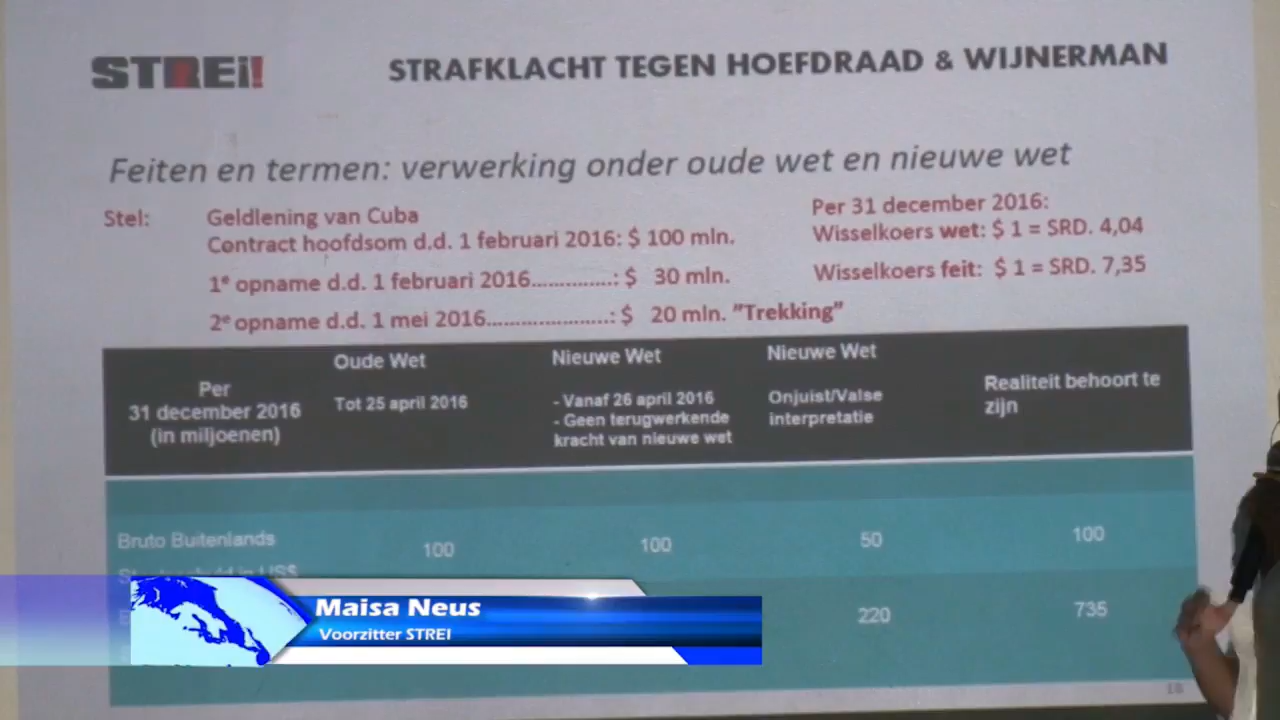 STREi!
STRAFKLACHT TEGEN HOEFDRAAD & WIJNERMAN
Feiten en termen: verwerking onder oude wet en nieuwe wet
Stel:
Geldlening van Cuba
Contract hoofdsom d.d. 1 februari 2016: $ 100 mln.
1e opname d.d. 1 februari 2016..............: $ 30 mln.
2e opname d.d. 1 mei 2016......................: $ 20 mln. "Trekking"
Per 31 december 2016:
Wisselkoers wet: $ 1 = SRD. 4,04
Wisselkoers feit: $ 1 = SRD. 7,35
Per
31 december 2016
(in miljoenen)
Oude Wet
Tot 25 april 2016
Nieuwe Wet
- Vanaf 26 april 2016
- Geen terugwerkende
kracht van nieuwe wet
Nieuwe Wet
Onjuist/Valse
interpretatie
Realiteit behoort te
zijn
Bruto Buitenlands
100
100
50
100
in US$
220
735
Maisa Neus
Voorzitter STREI
18